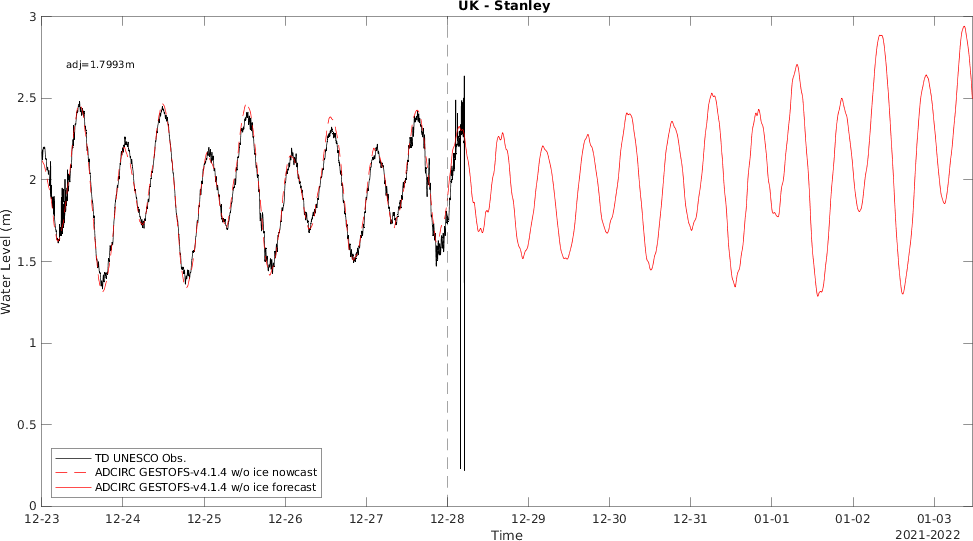 UK - Stanley
adj=1.7993m
3
2.5
2
1.5
1
0.5
0
Water Level (m)
TD UNESCO Obs.
ADCIRC GESTOFS-v4.1.4 w/o ice nowcast
ADCIRC GESTOFS-v4.1.4 w/o ice forecast
12-23 12-24 12-25 12-26 12-27 12-28 12-29 12-30 12-31 01-01 01-02 01-03
Time
2021-2022